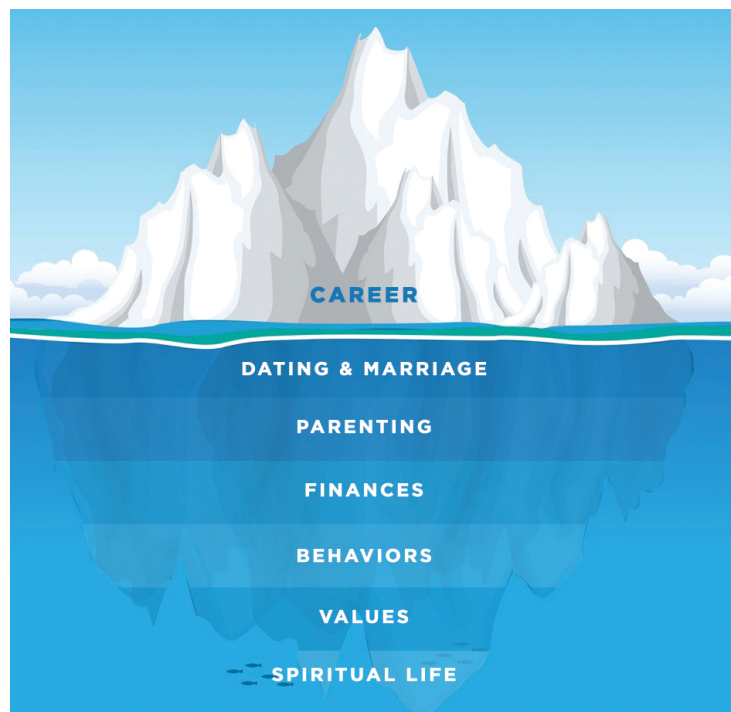 CAREER
DATING & MARRIAGE
PARENTING
FINANCES
BEHAVIORS
VALUES
SPIRITUAL LIFE